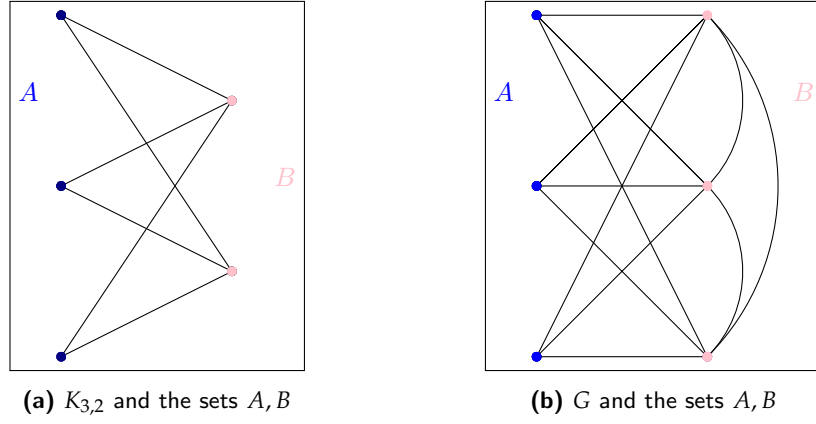 A
B
(a) K3,2 and the sets A, B
A
B
(b) G and the sets A, B